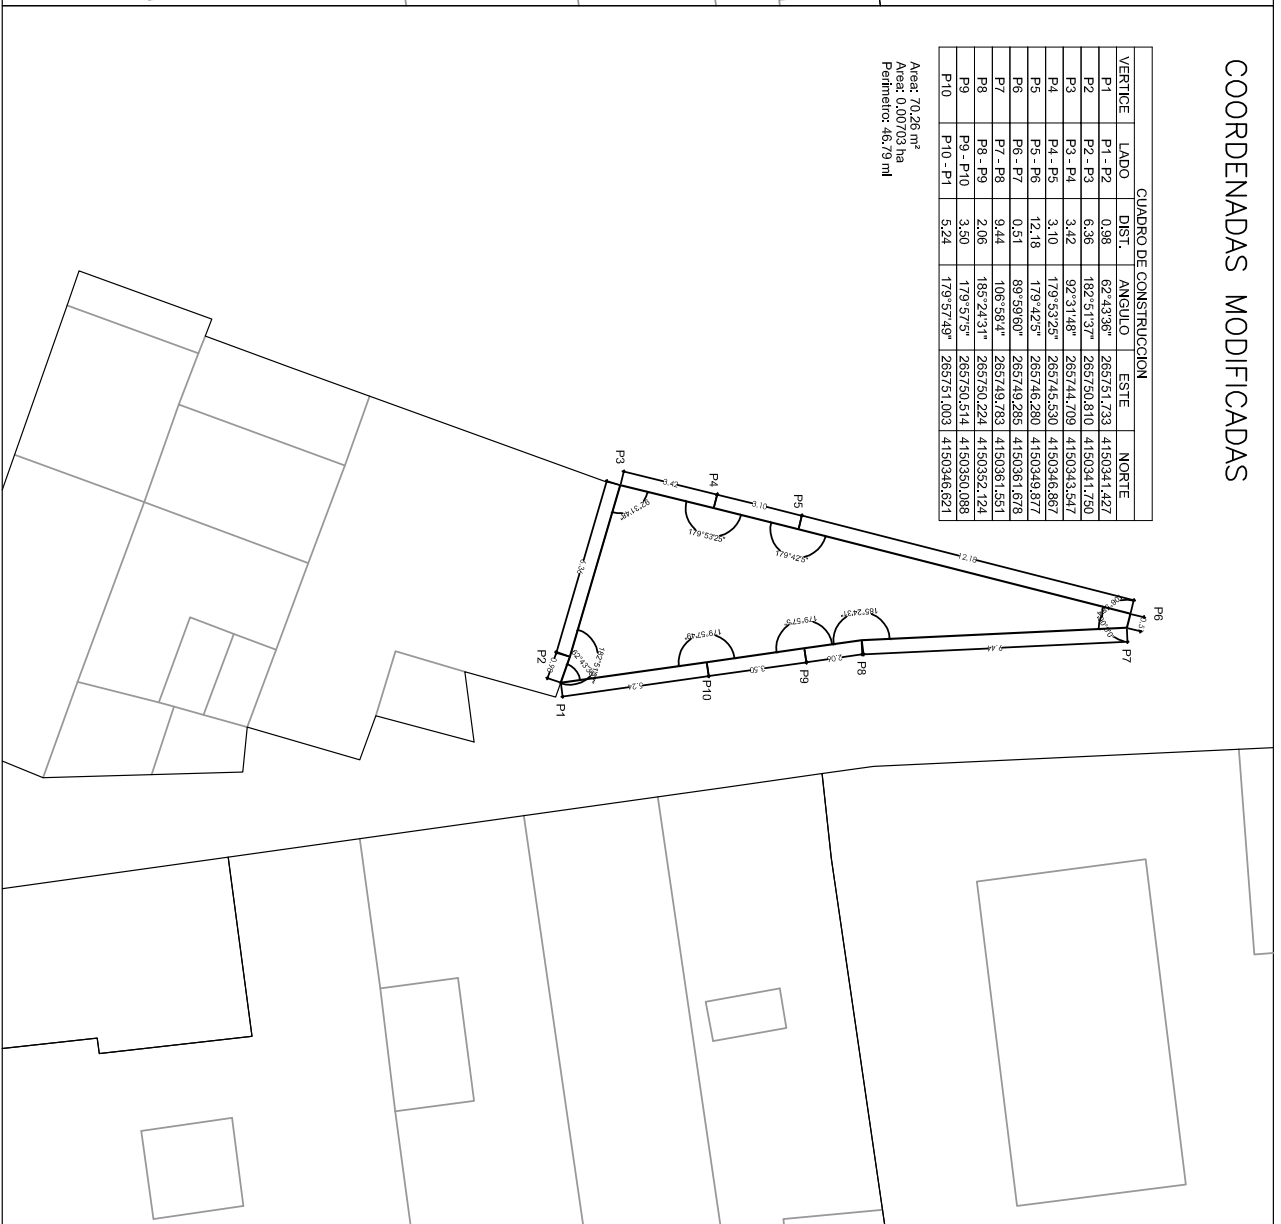 COORDENADAS MODIFICADAS
CUADRO DE CONSTRUCCION
VERTICE LADO DIST. ANGULO ESTE NORTE
P1 P1 - P2 0.98 62°43'36" 265751.733 4150341.427
P2 P2 - P3 6.36 182°51'37" 265750.810 4150341.750
P3 P3 - P4 3.42 92°31'48" 265744.709 4150343.547
P4 P4 - P5 3.10 179°53'25" 265745.530 4150346.867
P5 P5 - P6 12.18 179°42'5" 265746.280 4150349.877
P6 P6 - P7 0.51 89°59'60" 265749.285 4150361.678
P7 P7 - P8 9.44 106°58'4" 265749.783 4150361.551
P8 P8 - P9 2.06 185°24'31" 265750.224 4150352.124
P9 P9 - P10 3.50 179°57'5" 265750.514 4150350.088
P10 P10 - P1 5.24 179°57'49" 265751.003 4150346.621
Area: 70.26 m²
Area: 0.00703 ha
Perimetro: 46.79 ml
P6
0.51
P7
12.18
9.44
185°24'31"
P8
2.06
P5
179°42'5"
179°57'5"
P9
3.10
3.50
P4
179°53'25"
179°57'49"
P10
3.42
5.24
P3
92°31'48"
6.36
P2
0.98
P1